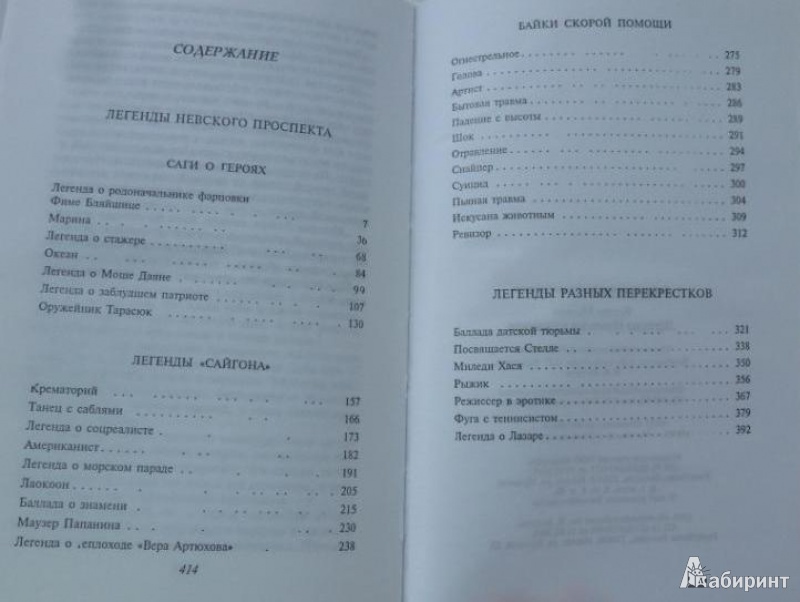 СОДЕРЖАНИЕ
ЛЕГЕНДЫ НЕВСКОГО ПРОСПЕКТА
САГИ О ГЕРОЯХ
Легенда о родоначальнике фарцовки
Фиме Бляйшице 7
Марина 36
Легенда о стажере 68
Океан 84
Легенда о Моше Даяне 99
Легенда о заблудшем патриоте 107
Оружейник Тарасюк 130
ЛЕГЕНДЫ «САЙГОНА»
Крематорий 157
Танец с саблями 166
Легенда о соцреалисте 173
Американист 182
Легенда о морском параде 191
Лаокоон 205
Баллада о знамени 215
Маузер Папанина 230
Легенда о теплоходе «Вера Артюхова» 238
414
БАЙКИ СКОРОЙ ПОМОЩИ
Огнестрельное 275
Голова 279
Артист 283
Бытовая травма 286
Падение с высоты 289
Шок 291
Отравление 294
Снайпер 297
Суицид 300
Пьяная травма 304
Искусана животным 309
Ревизор 312
ЛЕГЕНДЫ РАЗНЫХ ПЕРЕКРЕСТКОВ
Баллада датской тюрьмы 321
Посвящается Стелле 338
Миледи Хася 350
Рыжик 356
Режиссер в эротике 367
Фуга с теннисистом 379
Легенда о Лазаре 392
Лабиринт